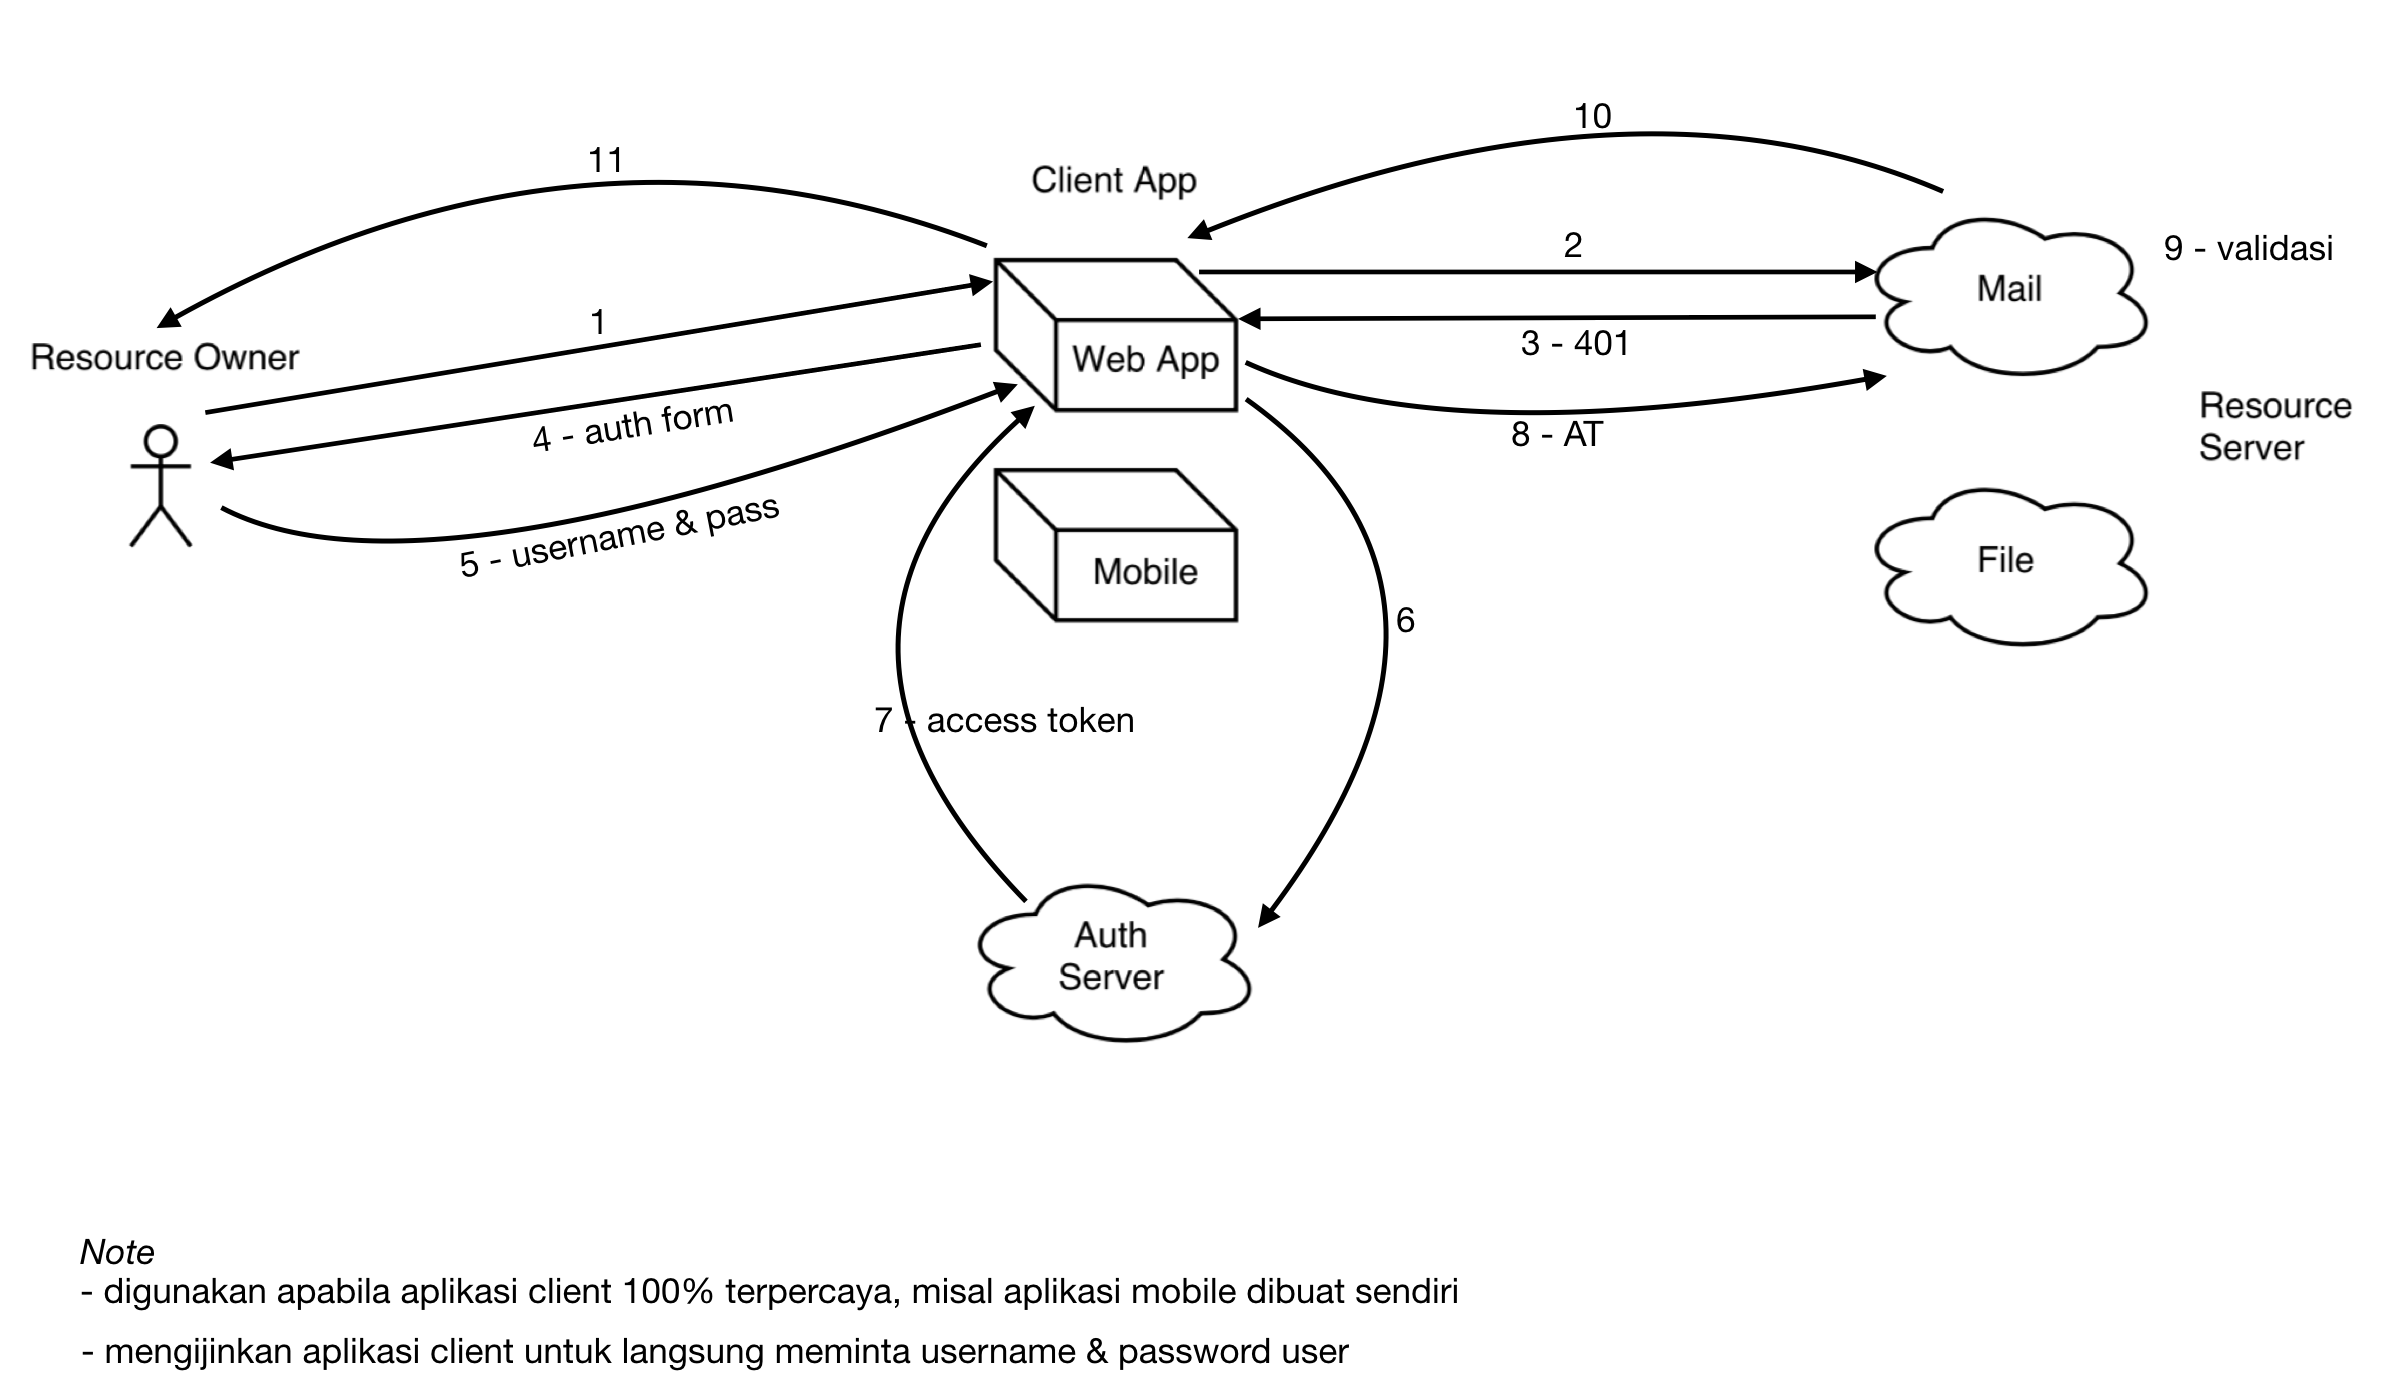 10
11
Client App
2
9 - validasi
Mail
1
3 - 401
Resource Owner
Web App
4 - auth form
8 - AT
Resource
Server
5 - username & pass
Mobile
File
6
7 - access token
Auth
Server
Note
- digunakan apabila aplikasi client 100% terpercaya, misal aplikasi mobile dibuat sendiri
- mengijinkan aplikasi client untuk langsung meminta username & password user